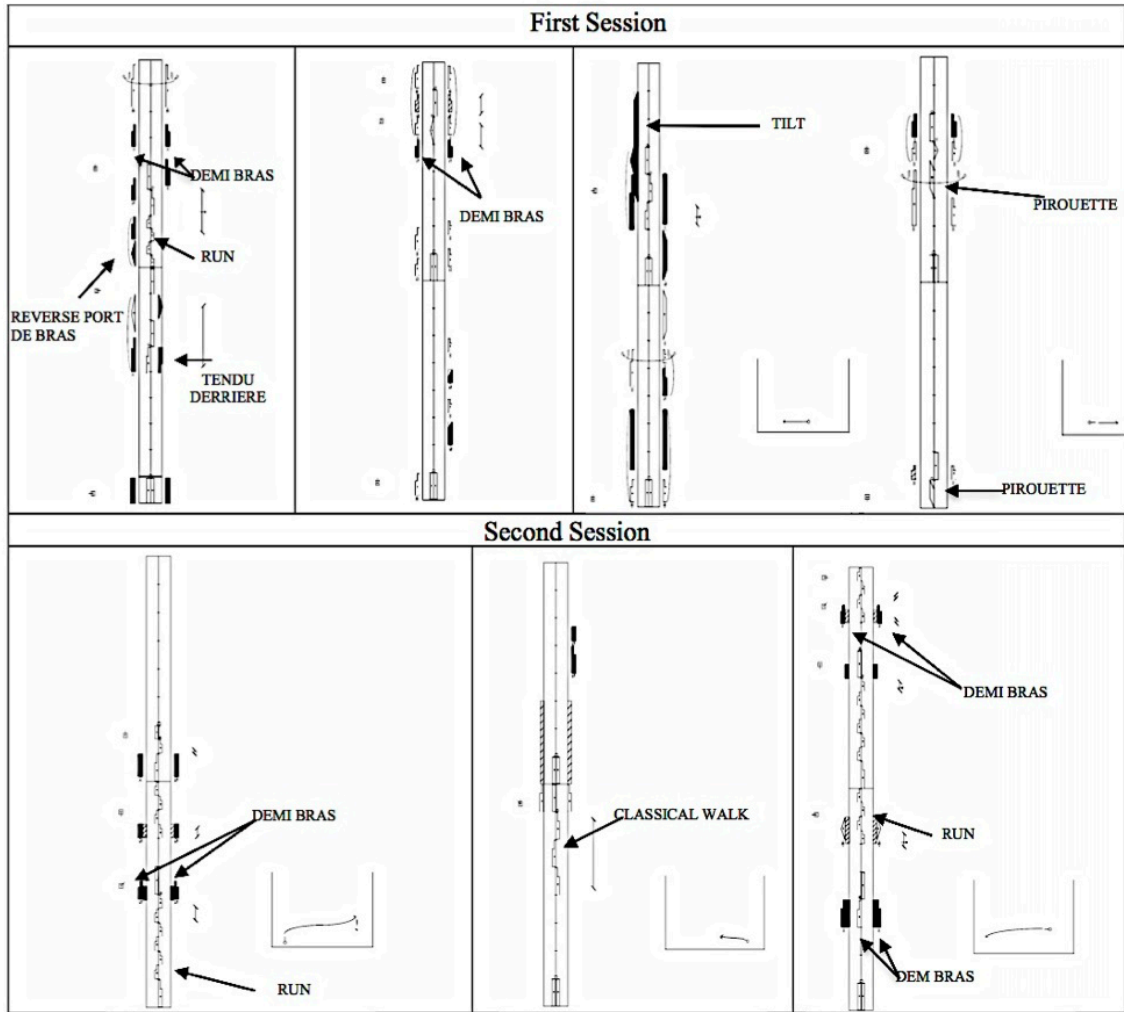 First Session
DEMI BRAS
RUN
REVERSE PORT
DE BRAS
TENDU
DERRIERE
DEMI BRAS
TILT
PIROUETTE
PIROUETTE
Second Session
DEMI BRAS
RUN
CLASSICAL WALK
DEMI BRAS
RUN
DEM BRAS